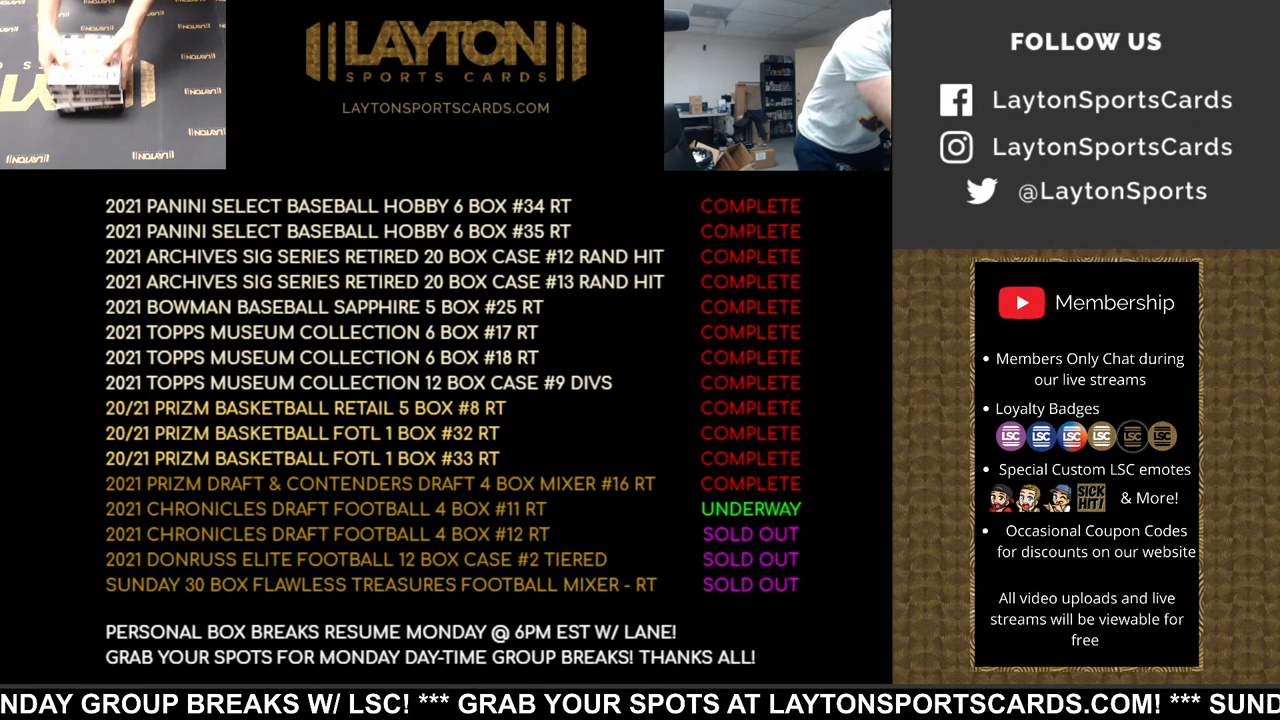 LAYTON
SPORTS CARDS
LAYTONSPORTSCARDS.COM
FOLLOW US
LaytonSportsCards
LaytonSportsCards
@LaytonSports
2021 PANINI SELECT BASEBALL HOBBY 6 BOX #34 RT COMPLETE
2021 PANINI SELECT BASEBALL HOBBY 6 BOX #35 RT COMPLETE
2021 ARCHIVES SIG SERIES RETIRED 20 BOX CASE #12 RAND HIT COMPLETE
2021 ARCHIVES SIG SERIES RETIRED 20 BOX CASE #13 RAND HIT COMPLETE
2021 BOWMAN BASEBALL SAPPHIRE 5 BOX #25 RT COMPLETE
2021 TOPPS MUSEUM COLLECTION 6 BOX #17 RT COMPLETE
2021 TOPPS MUSEUM COLLECTION 6 BOX #18 RT COMPLETE
2021 TOPPS MUSEUM COLLECTION 12 BOX CASE #9 DIVS COMPLETE
20/21 PRIZM BASKETBALL RETAIL 5 BOX #8 RT COMPLETE
20/21 PRIZM BASKETBALL FOTL 1 BOX #32 RT COMPLETE
20/21 PRIZM BASKETBALL FOTL 1 BOX #33 RT COMPLETE
2021 PRIZM DRAFT & CONTENDERS DRAFT 4 BOX MIXER #16 RT COMPLETE
2021 CHRONICLES DRAFT FOOTBALL 4 BOX #11 RT UNDERWAY
2021 CHRONICLES DRAFT FOOTBALL 4 BOX #12 RT SOLD OUT
2021 DONRUSS ELITE FOOTBALL 12 BOX CASE #2 TIERED SOLD OUT
SUNDAY 30 BOX FLAWLESS TREASURES FOOTBALL MIXER - RT SOLD OUT
PERSONAL BOX BREAKS RESUME MONDAY @ 6PM EST W/ LANE!
GRAB YOUR SPOTS FOR MONDAY DAY-TIME GROUP BREAKS! THANKS ALL!
Membership
• Members Only Chat during
our live streams
• Loyalty Badges
LSC LSC LSC LSC LSC LSC
• Special Custom LSC emotes
SICK HIT! & More!
• Occasional Coupon Codes
for discounts on our website
All video uploads and live
streams will be viewable for
free
NDAY GROUP BREAKS W/ LSC! *** GRAB YOUR SPOTS AT LAYTONSPORTSCARDS.COM! *** SUND